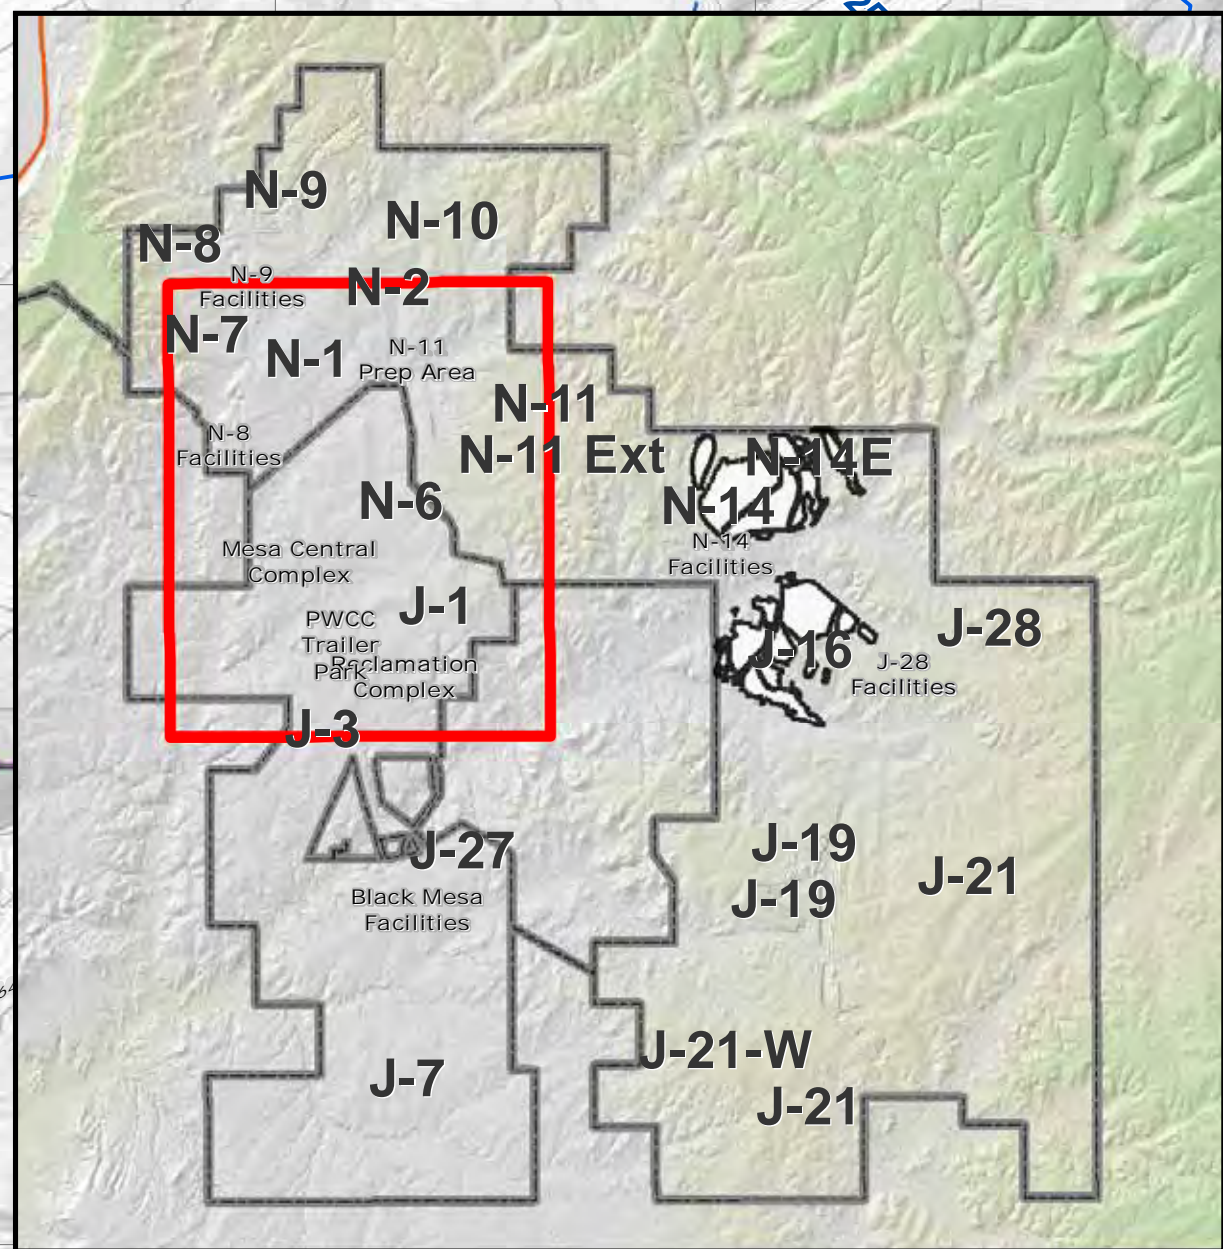 N-9
N-10
N-8
N-9
Facilities
N-2
N-7
N-1
N-11
Prep Area
N-11
N-11 Ext
N-14E
N-8
Facilities
N-6
N-14
N-14
Facilities
Mesa Central
Complex
J-1
PWCC
Trailer
Park
Reclamation
Complex
J-28
J-16
J-28
Facilities
J-3
J-27
J-19
J-21
J-19
Black Mesa
Facilities
J-21-W
J-7
J-21